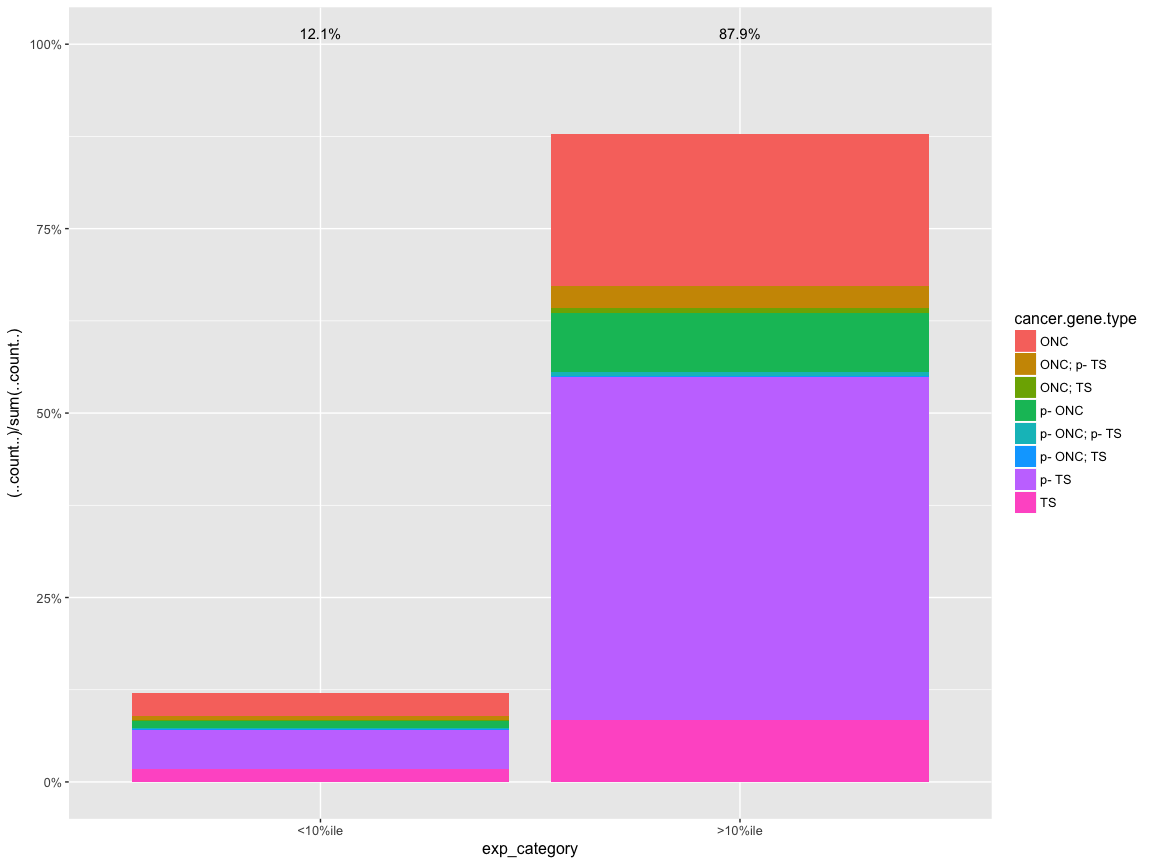 12.1%
87.9%
100%
75%
50%
25%
0%
(..count..)/sum(..count..)
<10%ile
>10%ile
exp_category
cancer.gene.type
ONC
ONC; p- TS
ONC; TS
p- ONC
p- ONC; p- TS
p- ONC; TS
p- TS
TS